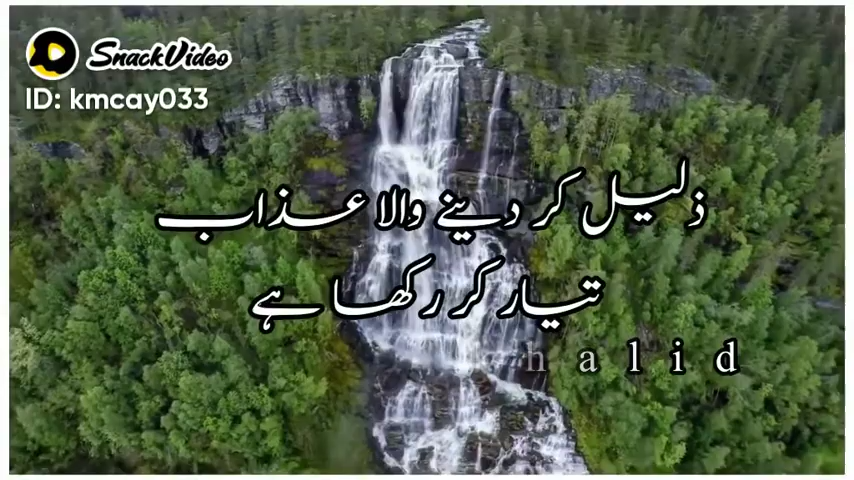 SnackVideo
ID: kmcay033
ذلیل کر دینے والا عذاب
تیار کر رکھا ہے
h a l i d